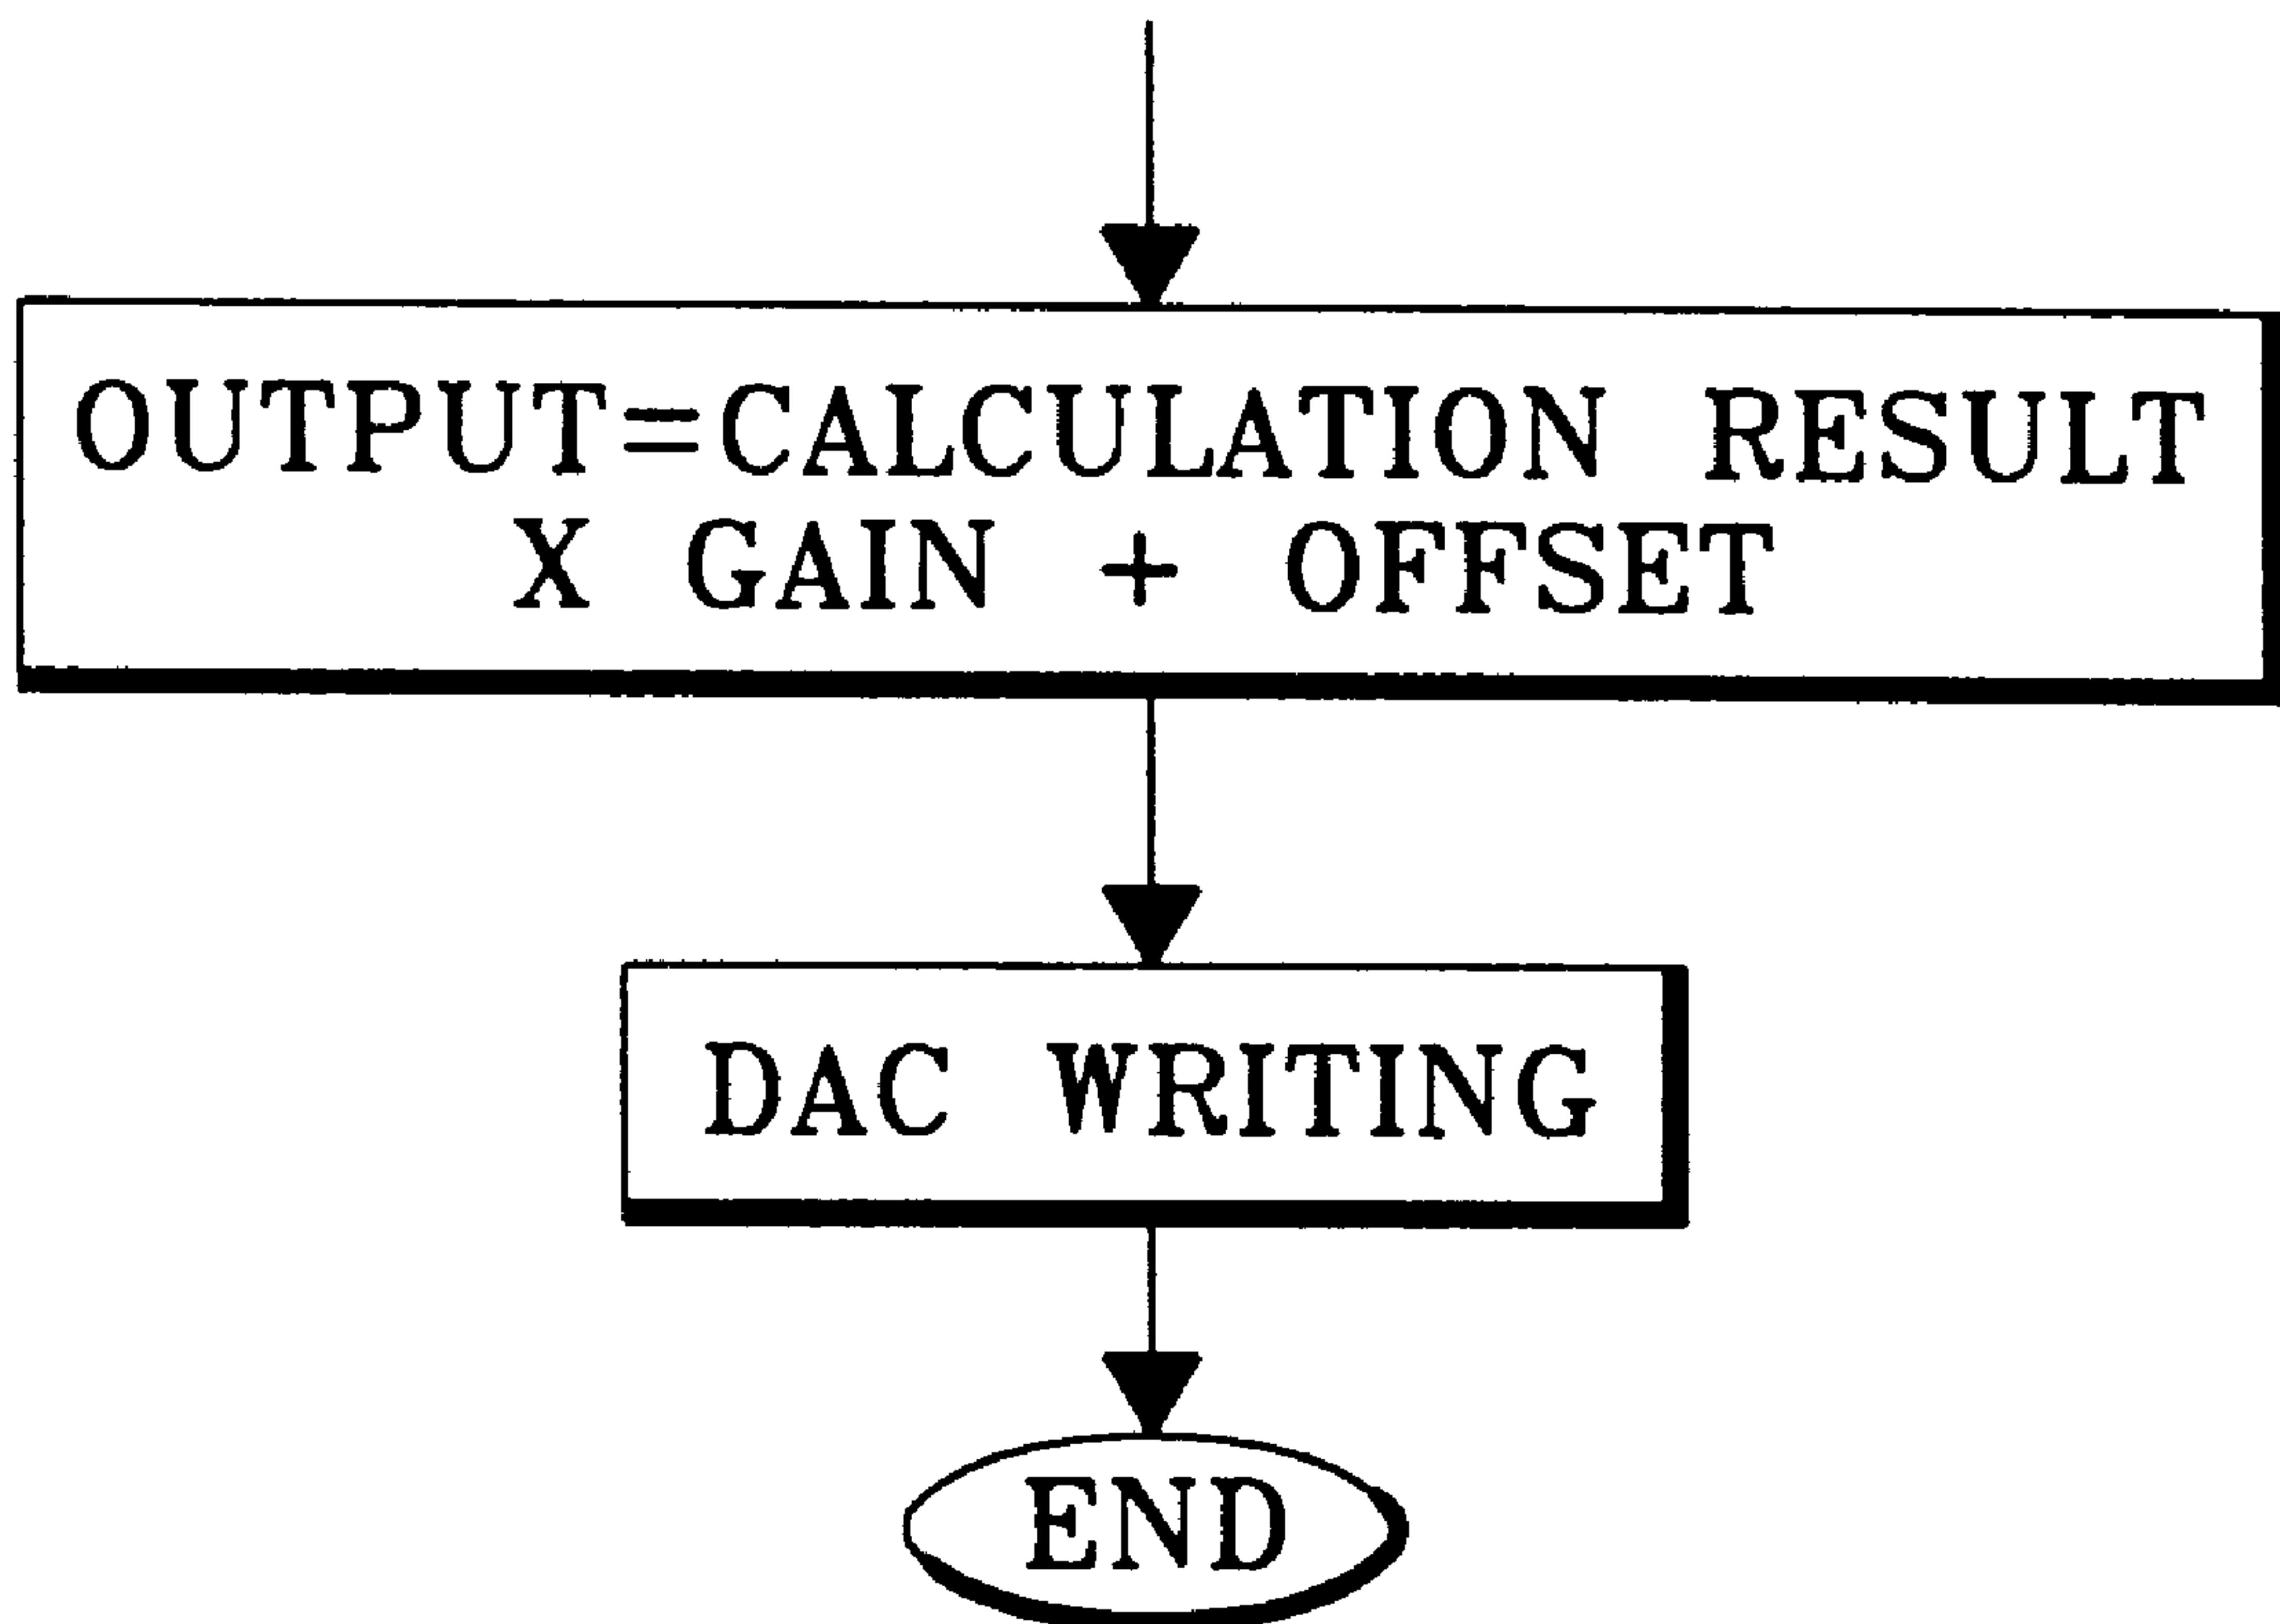 OUTPUT=CALCULATION RESULT
X GAIN + OFFSET
DAC WRITING
END